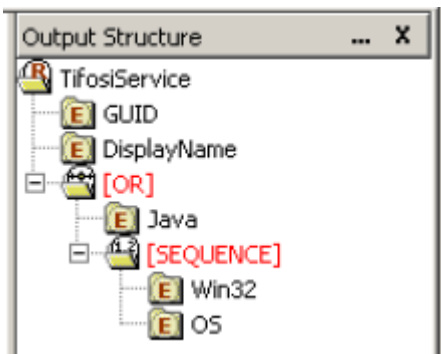 Output Structure ... X
TifosiService
GUID
DisplayName
[OR]
Java
[SEQUENCE]
Win32
OS